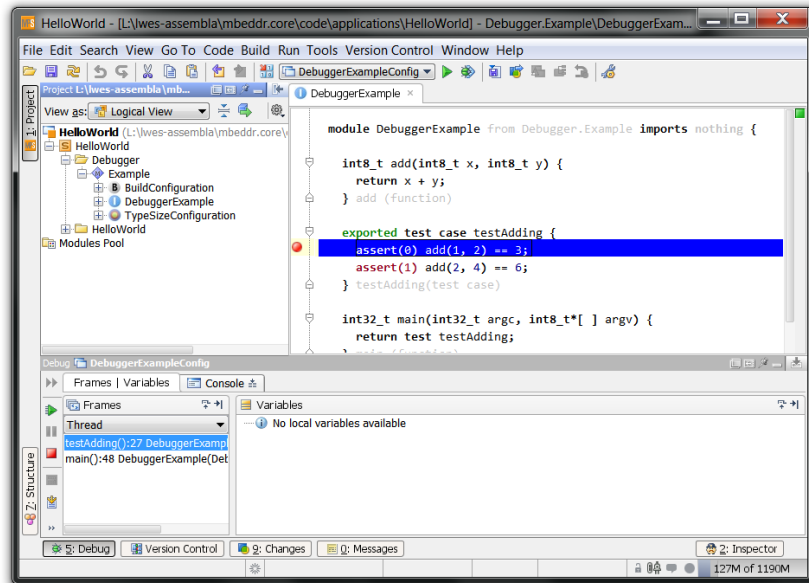 HelloWorld - [L:\lwes-assembla\mbeddr.core\code\applications\HelloWorld] - Debugger.Example\DebuggerExam...
File Edit Search View Go To Code Build Run Tools Version Control Window Help
DebuggerExampleConfig
Project L:\lwes-assembla\mb...
DebuggerExample ×
1: Project
View as: Logical View
HelloWorld (L:\lwes-assembla\mbeddr.core\
S HelloWorld
Debugger
Example
B BuildConfiguration
I DebuggerExample
TypeSizeConfiguration
HelloWorld
Modules Pool
module DebuggerExample from Debugger.Example imports nothing {
int8_t add(int8_t x, int8_t y) {
return x + y;
} add (function)
exported test case testAdding {
assert(0) add(1, 2) == 3;
assert(1) add(2, 4) == 6;
} testAdding(test case)
int32_t main(int32_t argc, int8_t*[ ] argv) {
return test testAdding;
} main (function)
Debug DebuggerExampleConfig
Frames | Variables
Console
Frames
Variables
Thread
No local variables available
testAdding():27 DebuggerExampl
main():48 DebuggerExample(Det
Z: Structure
5: Debug
Version Control
9: Changes
0: Messages
2: Inspector
127M of 1190M